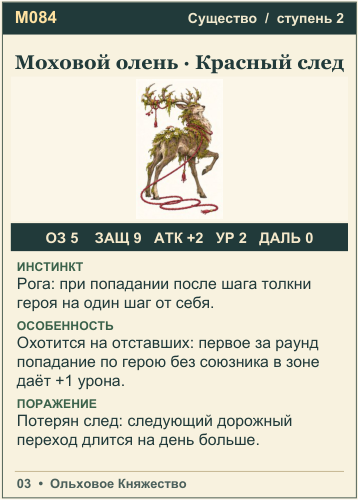 М084
Существо / ступень 2
Моховой олень · Красный след
ОЗ 5 ЗАЩ 9 АТК +2 УР 2 ДАЛЬ 0
ИНСТИНКТ
Рога: при попадании после шага толкни
героя на один шаг от себя.
ОСОБЕННОСТЬ
Охотится на отставших: первое за раунд
попадание по герою без союзника в зоне
даёт +1 урона.
ПОРАЖЕНИЕ
Потерян след: следующий дорожный
переход длится на день больше.
03 • Ольховое Княжество